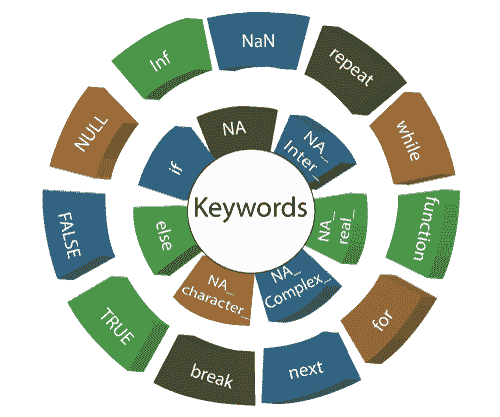 Keywords
NaN
repeat
while
function
for
next
break
TRUE
FALSE
NULL
Inf
NA
NA_
Inter_
NA_
real_
NA_
Complex_
NA_
character_
else
if